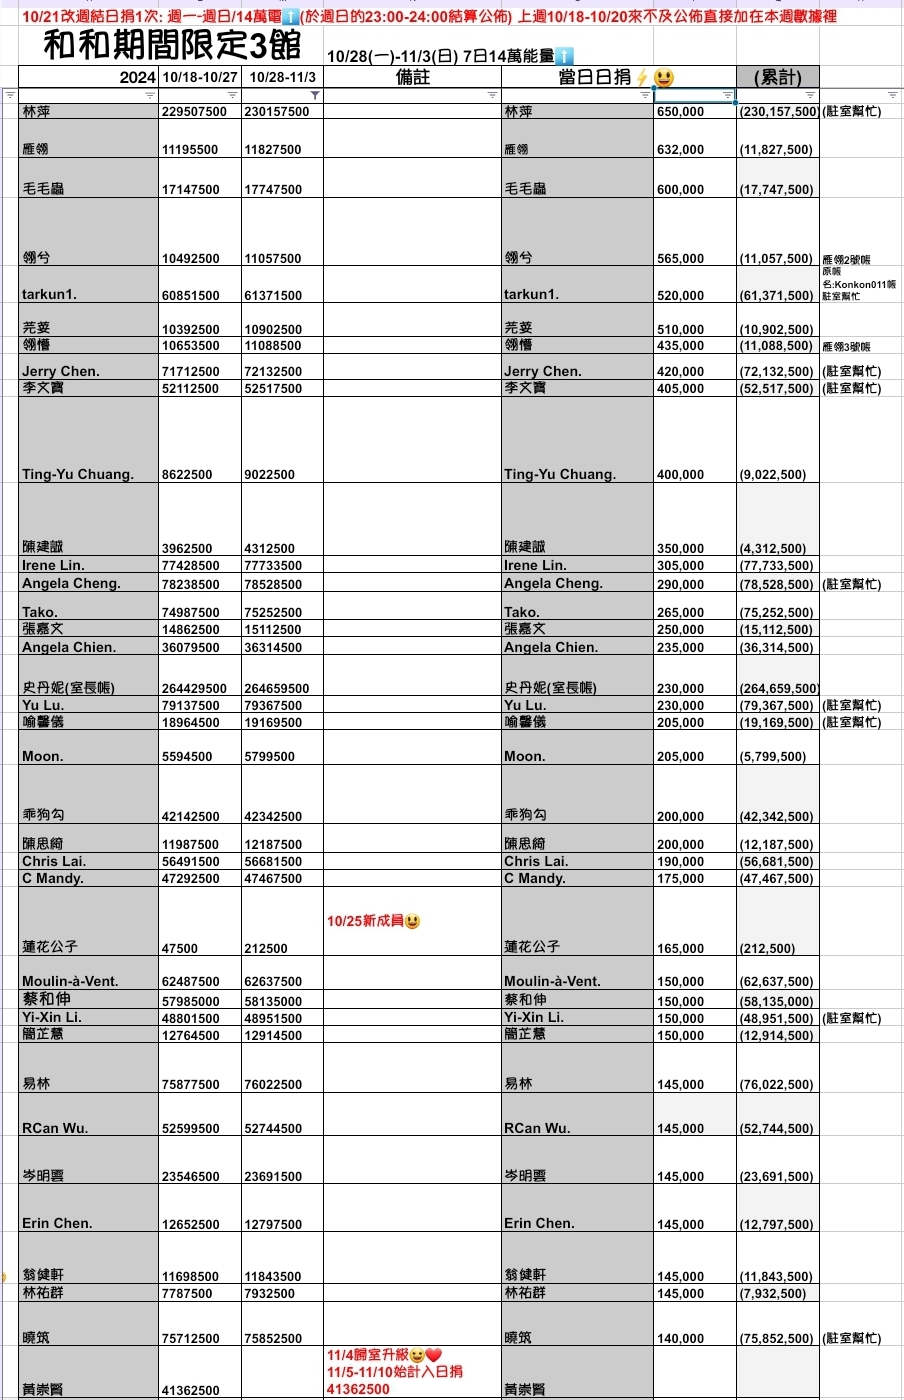 10/21改週結日捐1次: 週一-週日/14萬電⬆️(於週日的23:00-24:00結算公佈) 上週10/18-10/20來不及公佈直接加在本週數據裡
和和期間限定3館 10/28(一)-11/3(日) 7日14萬能量⬆️
2024 10/18-10/27 10/28-11/3 備註 當日日捐⚡😃 (累計)
林萍 229507500 230157500 林萍 650,000 (230,157,500) (駐室幫忙)
雁翎 11195500 11827500 雁翎 632,000 (11,827,500)
毛毛蟲 17147500 17747500 毛毛蟲 600,000 (17,747,500)
翎兮 10492500 11057500 翎兮 565,000 (11,057,500) 雁翎2號帳
原帳
名:Konkon011帳
tarkun1. 60851500 61371500 tarkun1. 520,000 (61,371,500) 駐室幫忙
芫荽 10392500 10902500 芫荽 510,000 (10,902,500)
翎懵 10653500 11088500 翎懵 435,000 (11,088,500) 雁翎3號帳
Jerry Chen. 71712500 72132500 Jerry Chen. 420,000 (72,132,500) (駐室幫忙)
李文寶 52112500 52517500 李文寶 405,000 (52,517,500) (駐室幫忙)
Ting-Yu Chuang. 8622500 9022500 Ting-Yu Chuang. 400,000 (9,022,500)
陳建誠 3962500 4312500 陳建誠 350,000 (4,312,500)
Irene Lin. 77428500 77733500 Irene Lin. 305,000 (77,733,500)
Angela Cheng. 78238500 78528500 Angela Cheng. 290,000 (78,528,500) (駐室幫忙)
Tako. 74987500 75252500 Tako. 265,000 (75,252,500)
張嘉文 14862500 15112500 張嘉文 250,000 (15,112,500)
Angela Chien. 36079500 36314500 Angela Chien. 235,000 (36,314,500)
史丹妮(室長帳) 264429500 264659500 史丹妮(室長帳) 230,000 (264,659,500)
Yu Lu. 79137500 79367500 Yu Lu. 230,000 (79,367,500) (駐室幫忙)
喻馨儀 18964500 19169500 喻馨儀 205,000 (19,169,500) (駐室幫忙)
Moon. 5594500 5799500 Moon. 205,000 (5,799,500)
乖狗勾 42142500 42342500 乖狗勾 200,000 (42,342,500)
陳思綺 11987500 12187500 陳思綺 200,000 (12,187,500)
Chris Lai. 56491500 56681500 Chris Lai. 190,000 (56,681,500)
C Mandy. 47292500 47467500 C Mandy. 175,000 (47,467,500)
10/25新成員😃
蓮花公子 47500 212500 蓮花公子 165,000 (212,500)
Moulin-à-Vent. 62487500 62637500 Moulin-à-Vent. 150,000 (62,637,500)
蔡和伸 57985000 58135000 蔡和伸 150,000 (58,135,000)
Yi-Xin Li. 48801500 48951500 Yi-Xin Li. 150,000 (48,951,500) (駐室幫忙)
簡芷慧 12764500 12914500 簡芷慧 150,000 (12,914,500)
易林 75877500 76022500 易林 145,000 (76,022,500)
RCan Wu. 52599500 52744500 RCan Wu. 145,000 (52,744,500)
岑明雲 23546500 23691500 岑明雲 145,000 (23,691,500)
Erin Chen. 12652500 12797500 Erin Chen. 145,000 (12,797,500)
翁健軒 11698500 11843500 翁健軒 145,000 (11,843,500)
林祐群 7787500 7932500 林祐群 145,000 (7,932,500)
曉筑 75712500 75852500 曉筑 140,000 (75,852,500) (駐室幫忙)
11/4歸室升級😆❤️
11/5-11/10始計入日捐
黃崇賢 41362500 41362500 黃崇賢